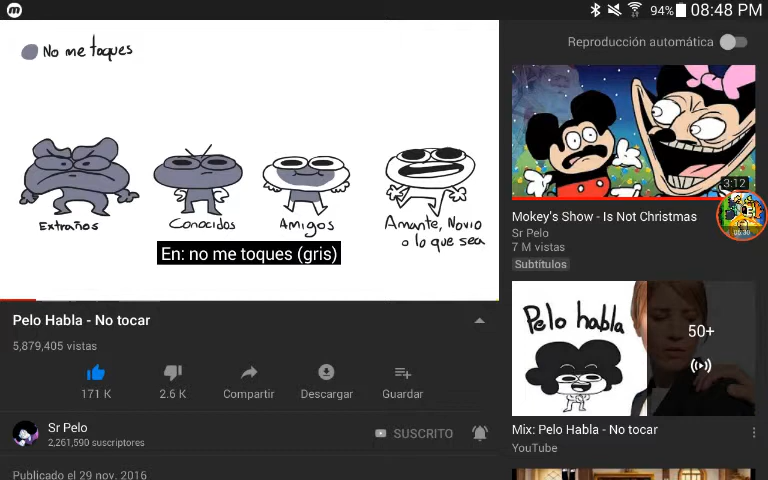 94% 08:48 PM
No me toques
Extraños
Conocidos
Amigos
Amante, Novio
o lo que sea
En: no me toques (gris)
Pelo Habla - No tocar
5,879,405 vistas
171 K
2.6 K
Compartir
Descargar
Guardar
Sr Pelo
2,261,590 suscriptores
SUSCRITO
Publicado el 29 nov. 2016
Reproducción automática
3:12
Mokey's Show - Is Not Christmas
Sr Pelo
7 M vistas
Subtítulos
Pelo habla
50+
Mix: Pelo Habla - No tocar
YouTube